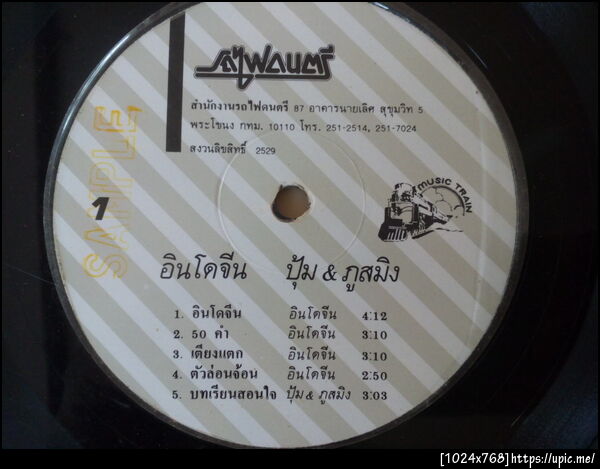 รถไฟดนตรี
สำนักงานรถไฟดนตรี 87 อาคารนายเลิศ สุขุมวิท 5
พระโขนง กทม. 10110 โทร. 251-2514, 251-7024
สงวนลิขสิทธิ์ 2529
SAMPLE
1
MUSIC TRAIN
อินโดจีน ปุ้ม & ภูสมิง
1. อินโดจีน อินโดจีน 4:12
2. 50 คำ อินโดจีน 3:10
3. เตียงแตก อินโดจีน 3:10
4. ตัวล่อนจ้อน อินโดจีน 2:50
5. บทเรียนสอนใจ ปุ้ม & ภูสมิง 3:03
[1024x768]https://upic.me/